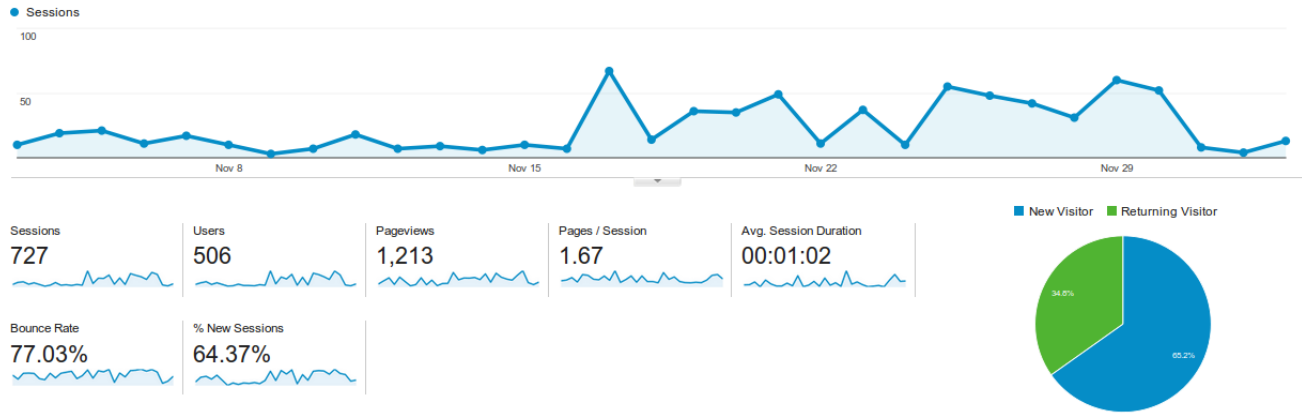 Sessions
100
50
Nov 8
Nov 15
Nov 22
Nov 29
New Visitor
Returning Visitor
Sessions
727
Users
506
Pageviews
1,213
Pages / Session
1.67
Avg. Session Duration
00:01:02
34.8%
65.2%
Bounce Rate
77.03%
% New Sessions
64.37%